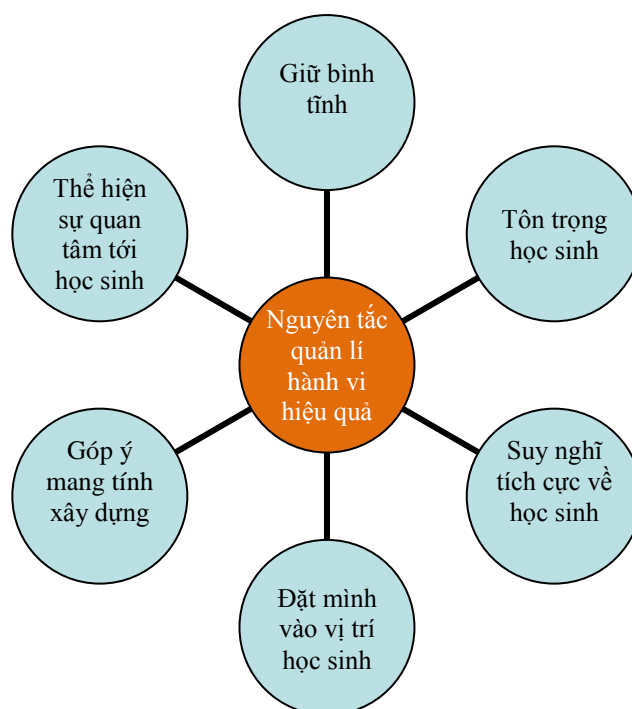 Giữ bình
tĩnh
Thể hiện
sự quan
tâm tới
học sinh
Tôn trọng
học sinh
Nguyên tắc
quản lí
hành vi
hiệu quả
Góp ý
mang tính
xây dựng
Suy nghĩ
tích cực về
học sinh
Đặt mình
vào vị trí
học sinh